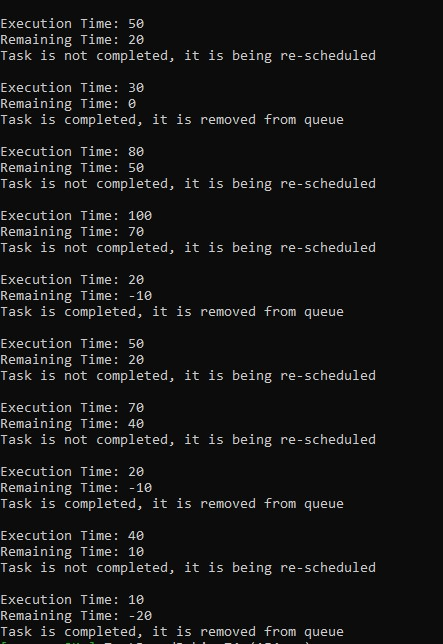 Execution Time: 50
Remaining Time: 20
Task is not completed, it is being re-scheduled
Execution Time: 30
Remaining Time: 0
Task is completed, it is removed from queue
Execution Time: 80
Remaining Time: 50
Task is not completed, it is being re-scheduled
Execution Time: 100
Remaining Time: 70
Task is not completed, it is being re-scheduled
Execution Time: 20
Remaining Time: -10
Task is completed, it is removed from queue
Execution Time: 50
Remaining Time: 20
Task is not completed, it is being re-scheduled
Execution Time: 70
Remaining Time: 40
Task is not completed, it is being re-scheduled
Execution Time: 20
Remaining Time: -10
Task is completed, it is removed from queue
Execution Time: 40
Remaining Time: 10
Task is not completed, it is being re-scheduled
Execution Time: 10
Remaining Time: -20
Task is completed, it is removed from queue